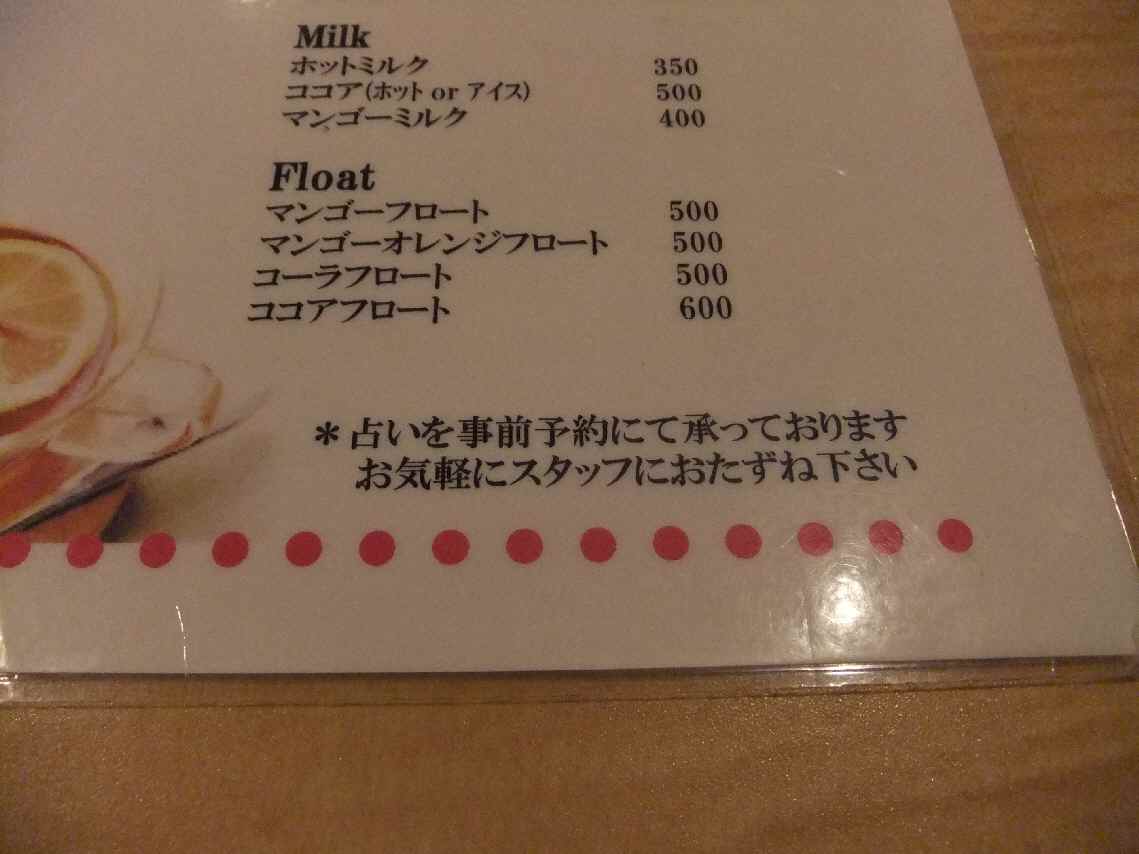 Milk
ホットミルク 350
ココア(ホット or アイス) 500
マンゴーミルク 400
Float
マンゴーフロート 500
マンゴーオレンジフロート 500
コーラフロート 500
ココアフロート 600
＊占いを事前予約にて承っております
お気軽にスタッフにおたずね下さい